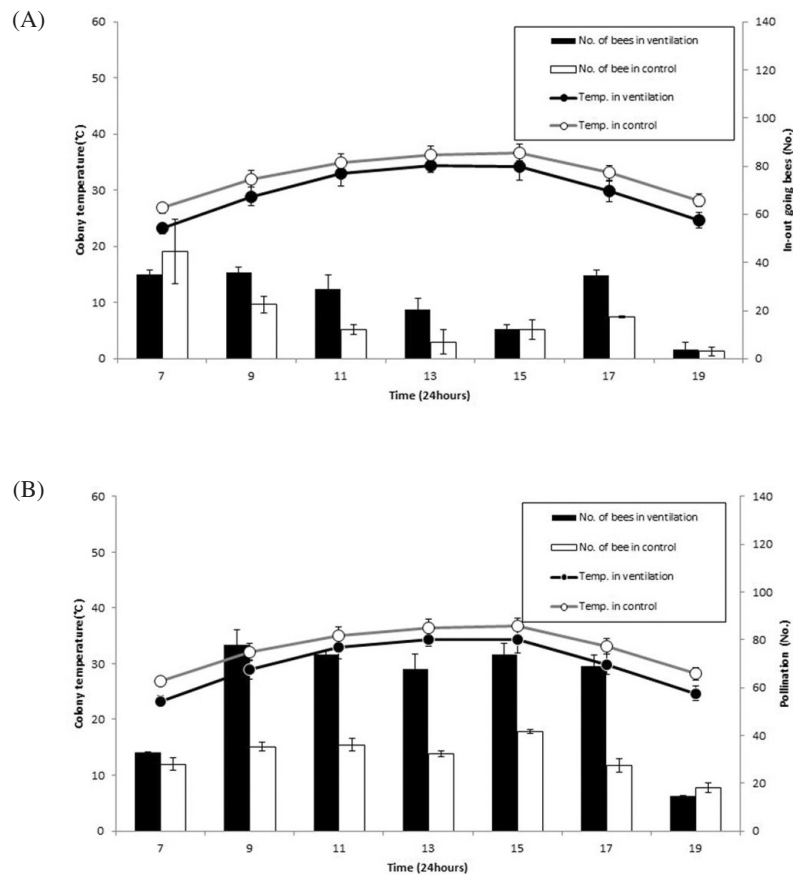 (A)
60
50
40
30
20
10
0
Colony temperature(℃)
140
120
100
80
60
40
20
0
In-out going bees (No.)
No. of bees in ventilation
No. of bee in control
Temp. in ventilation
Temp. in control
7 9 11 13 15 17 19
Time (24hours)
(B)
60
50
40
30
20
10
0
Colony temperature(℃)
140
120
100
80
60
40
20
0
Pollination (No.)
No. of bees in ventilation
No. of bee in control
Temp. in ventilation
Temp. in control
7 9 11 13 15 17 19
Time (24hours)